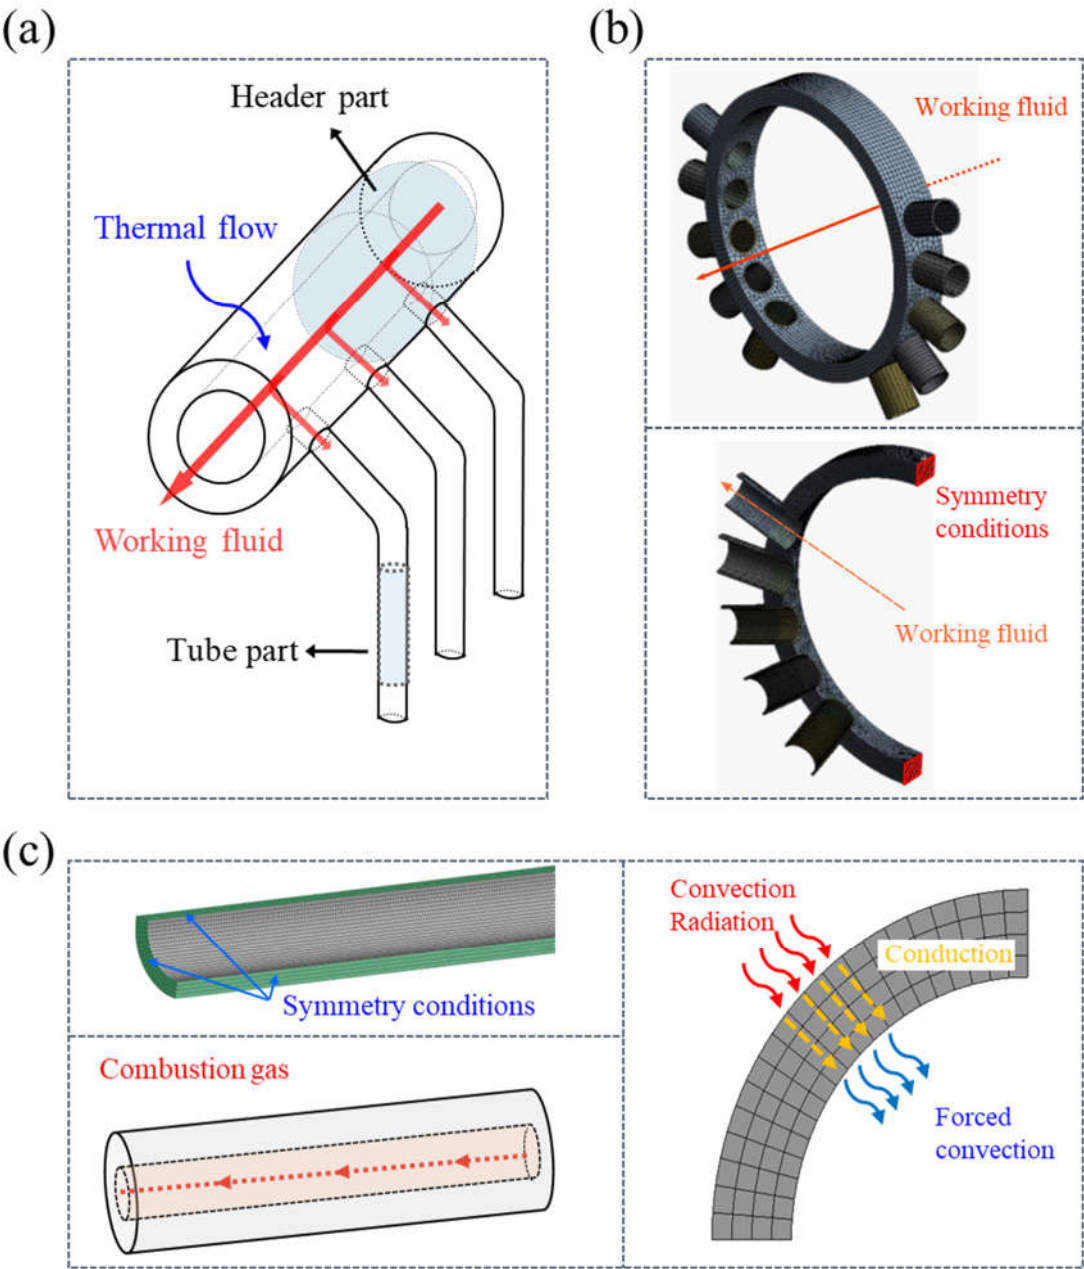 (a)
Header part
Thermal flow
Working fluid
Tube part
(b)
Working fluid
Symmetry
conditions
Working fluid
(c)
Symmetry conditions
Combustion gas
Convection
Radiation
Conduction
Forced
convection